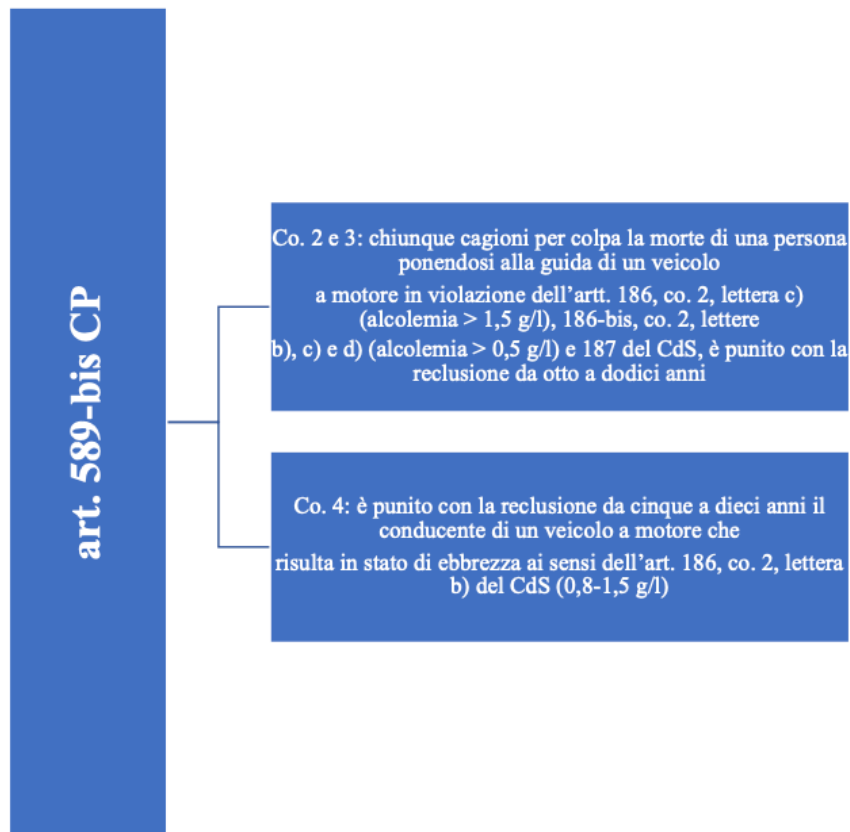 art. 589-bis CP
Co. 2 e 3: chiunque cagioni per colpa la morte di una persona
ponendosi alla guida di un veicolo
a motore in violazione dell’artt. 186, co. 2, lettera c)
(alcolemia > 1,5 g/l), 186-bis, co. 2, lettere
b), c) e d) (alcolemia > 0,5 g/l) e 187 del CdS, è punito con la
reclusione da otto a dodici anni
Co. 4: è punito con la reclusione da cinque a dieci anni il
conducente di un veicolo a motore che
risulta in stato di ebbrezza ai sensi dell’art. 186, co. 2, lettera
b) del CdS (0,8-1,5 g/l)